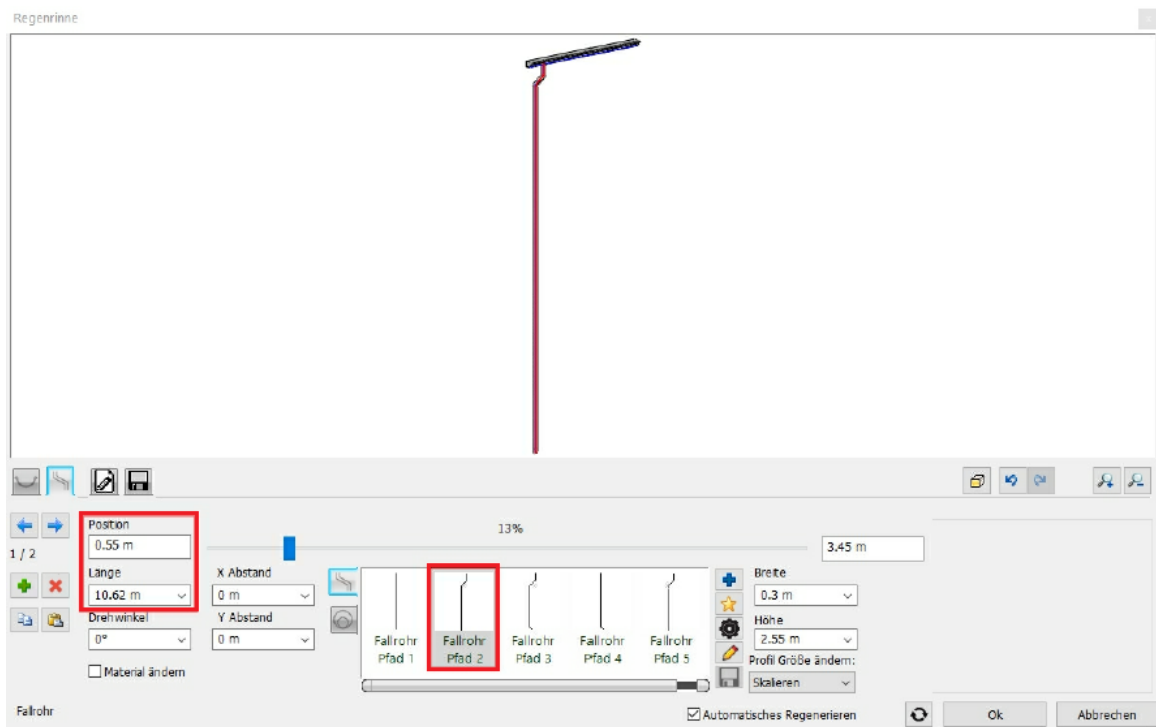 Regenrinne
Position
13%
0.55 m
3.45 m
1 / 2
Länge
X Abstand
Breite
10.62 m
0 m
0.3 m
Drehwinkel
Y Abstand
Höhe
0°
0 m
2.55 m
Fallrohr Pfad 1
Fallrohr Pfad 2
Fallrohr Pfad 3
Fallrohr Pfad 4
Fallrohr Pfad 5
Profil Größe ändern:
Material ändern
Skalieren
Fallrohr
Automatisches Regenerieren
Ok
Abbrechen